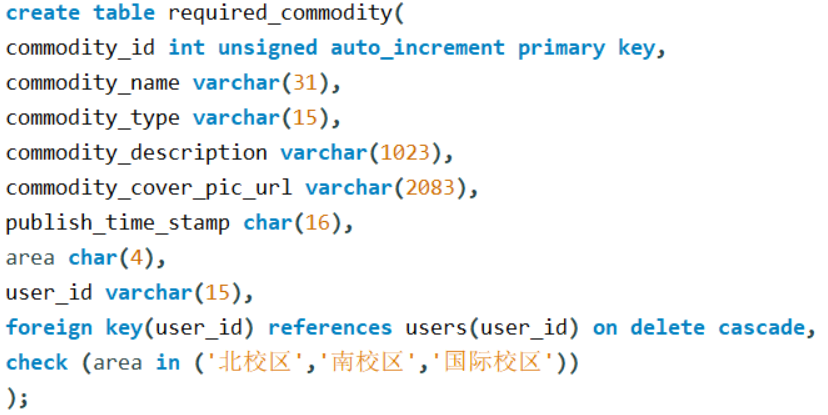 create table required_commodity(
commodity_id int unsigned auto_increment primary key,
commodity_name varchar(31),
commodity_type varchar(15),
commodity_description varchar(1023),
commodity_cover_pic_url varchar(2083),
publish_time_stamp char(16),
area char(4),
user_id varchar(15),
foreign key(user_id) references users(user_id) on delete cascade,
check (area in ('北校区','南校区','国际校区'))
);